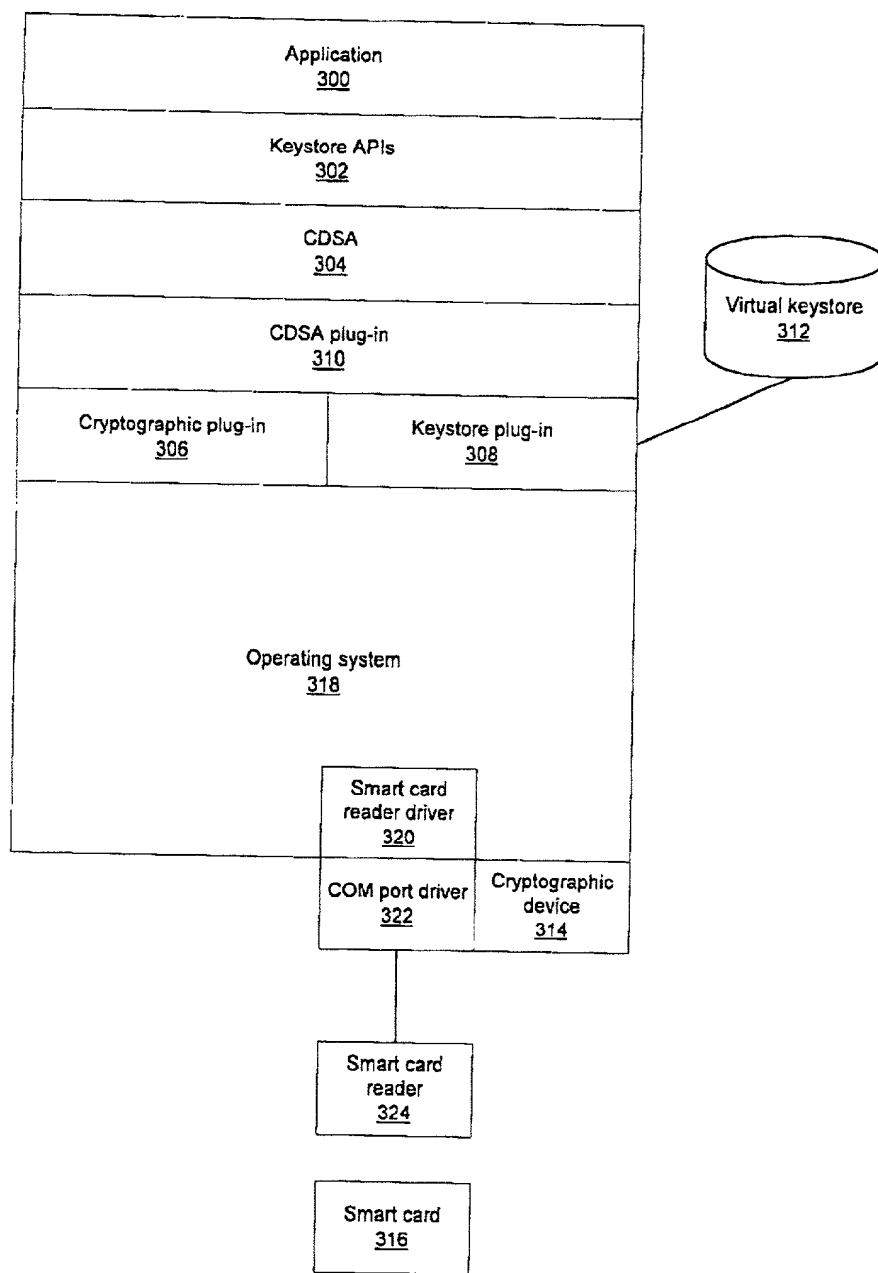 Application
300
Keystore APIs
302
CDSA
304
CDSA plug-in
310
Virtual keystore
312
Cryptographic plug-in
306
Keystore plug-in
308
Operating system
318
Smart card
reader driver
320
COM port driver
322
Cryptographic
device
314
Smart card
reader
324
Smart card
316